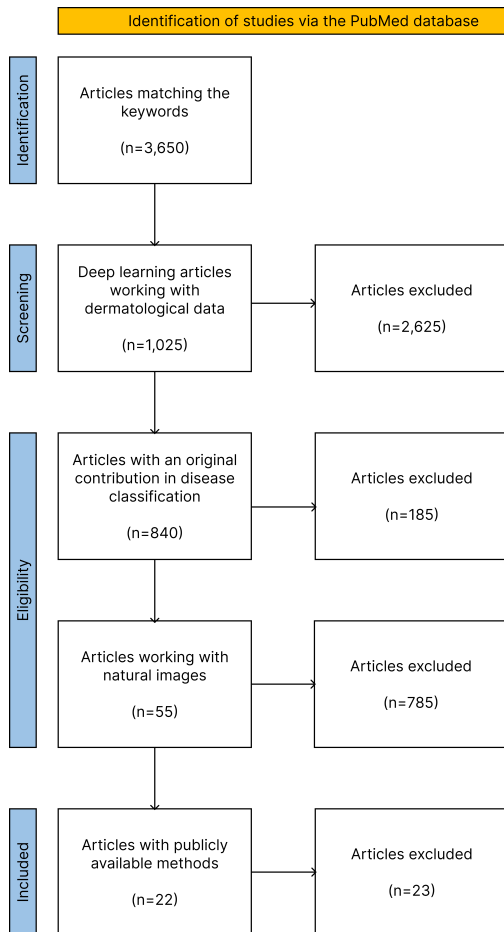 Identification of studies via the PubMed database
Identification
Articles matching the
keywords
(n=3,650)
Screening
Deep learning articles
working with
dermatological data
(n=1,025)
Articles excluded
(n=2,625)
Eligibility
Articles with an original
contribution in disease
classification
(n=840)
Articles excluded
(n=185)
Articles working with
natural images
(n=55)
Articles excluded
(n=785)
Included
Articles with publicly
available methods
(n=22)
Articles excluded
(n=23)